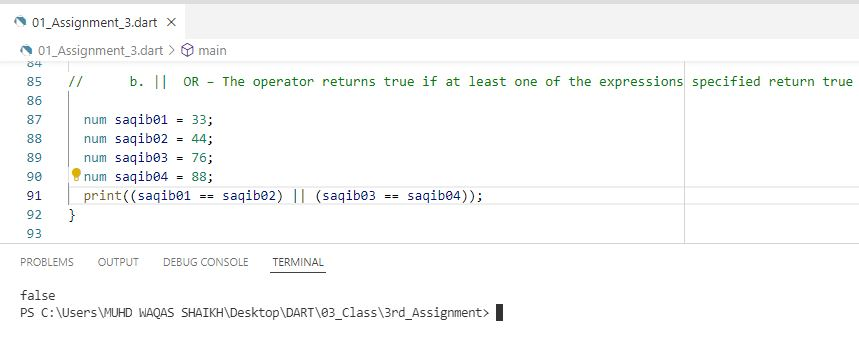 01_Assignment_3.dart ×
01_Assignment_3.dart > main
84
85 // b. || OR – The operator returns true if at least one of the expressions specified return true
86
87 num saqib01 = 33;
88 num saqib02 = 44;
89 num saqib03 = 76;
90 num saqib04 = 88;
91 print((saqib01 == saqib02) || (saqib03 == saqib04));
92 }
93
PROBLEMS OUTPUT DEBUG CONSOLE TERMINAL
false
PS C:\Users\MUHD WAQAS SHAIKH\Desktop\DART\03_Class\3rd_Assignment>